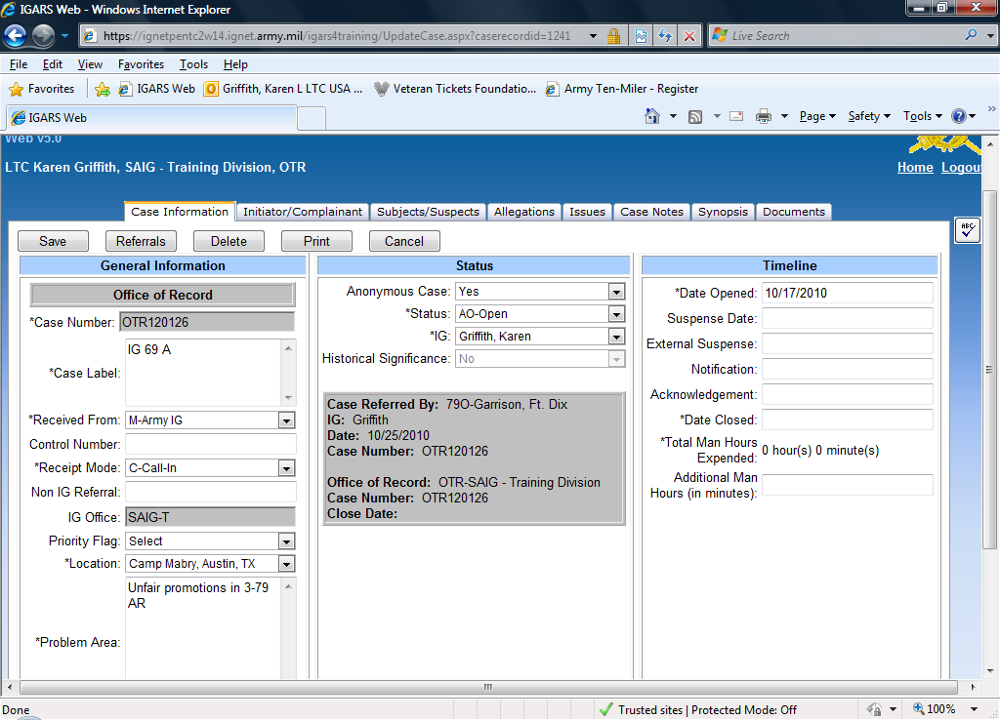 IGARS Web - Windows Internet Explorer
https://ignetpentc2w14.ignet.army.mil/igars4training/UpdateCase.aspx?caserecordid=1241
Live Search
File Edit View Favorites Tools Help
Favorites IGARS Web Griffith, Karen L LTC USA ... Veteran Tickets Foundatio... Army Ten-Miler - Register
IGARS Web
Page Safety Tools
Web v5.0
LTC Karen Griffith, SAIG - Training Division, OTR
Home Logou
Case Information Initiator/Complainant Subjects/Suspects Allegations Issues Case Notes Synopsis Documents
ABC
Save Referrals Delete Print Cancel
General Information
Office of Record
*Case Number: OTR120126
*Case Label: IG 69 A
*Received From: M-Army IG
Control Number:
*Receipt Mode: C-Call-In
Non IG Referral:
IG Office: SAIG-T
Priority Flag: Select
*Location: Camp Mabry, Austin, TX
*Problem Area: Unfair promotions in 3-79
AR
Status
Anonymous Case: Yes
*Status: AO-Open
*IG: Griffith, Karen
Historical Significance: No
Case Referred By: 79O-Garrison, Ft. Dix
IG: Griffith
Date: 10/25/2010
Case Number: OTR120126
Office of Record: OTR-SAIG - Training Division
Case Number: OTR120126
Close Date:
Timeline
*Date Opened: 10/17/2010
Suspense Date:
External Suspense:
Notification:
Acknowledgement:
*Date Closed:
*Total Man Hours
Expended: 0 hour(s) 0 minute(s)
Additional Man
Hours (in minutes):
Done
Trusted sites | Protected Mode: Off
100%